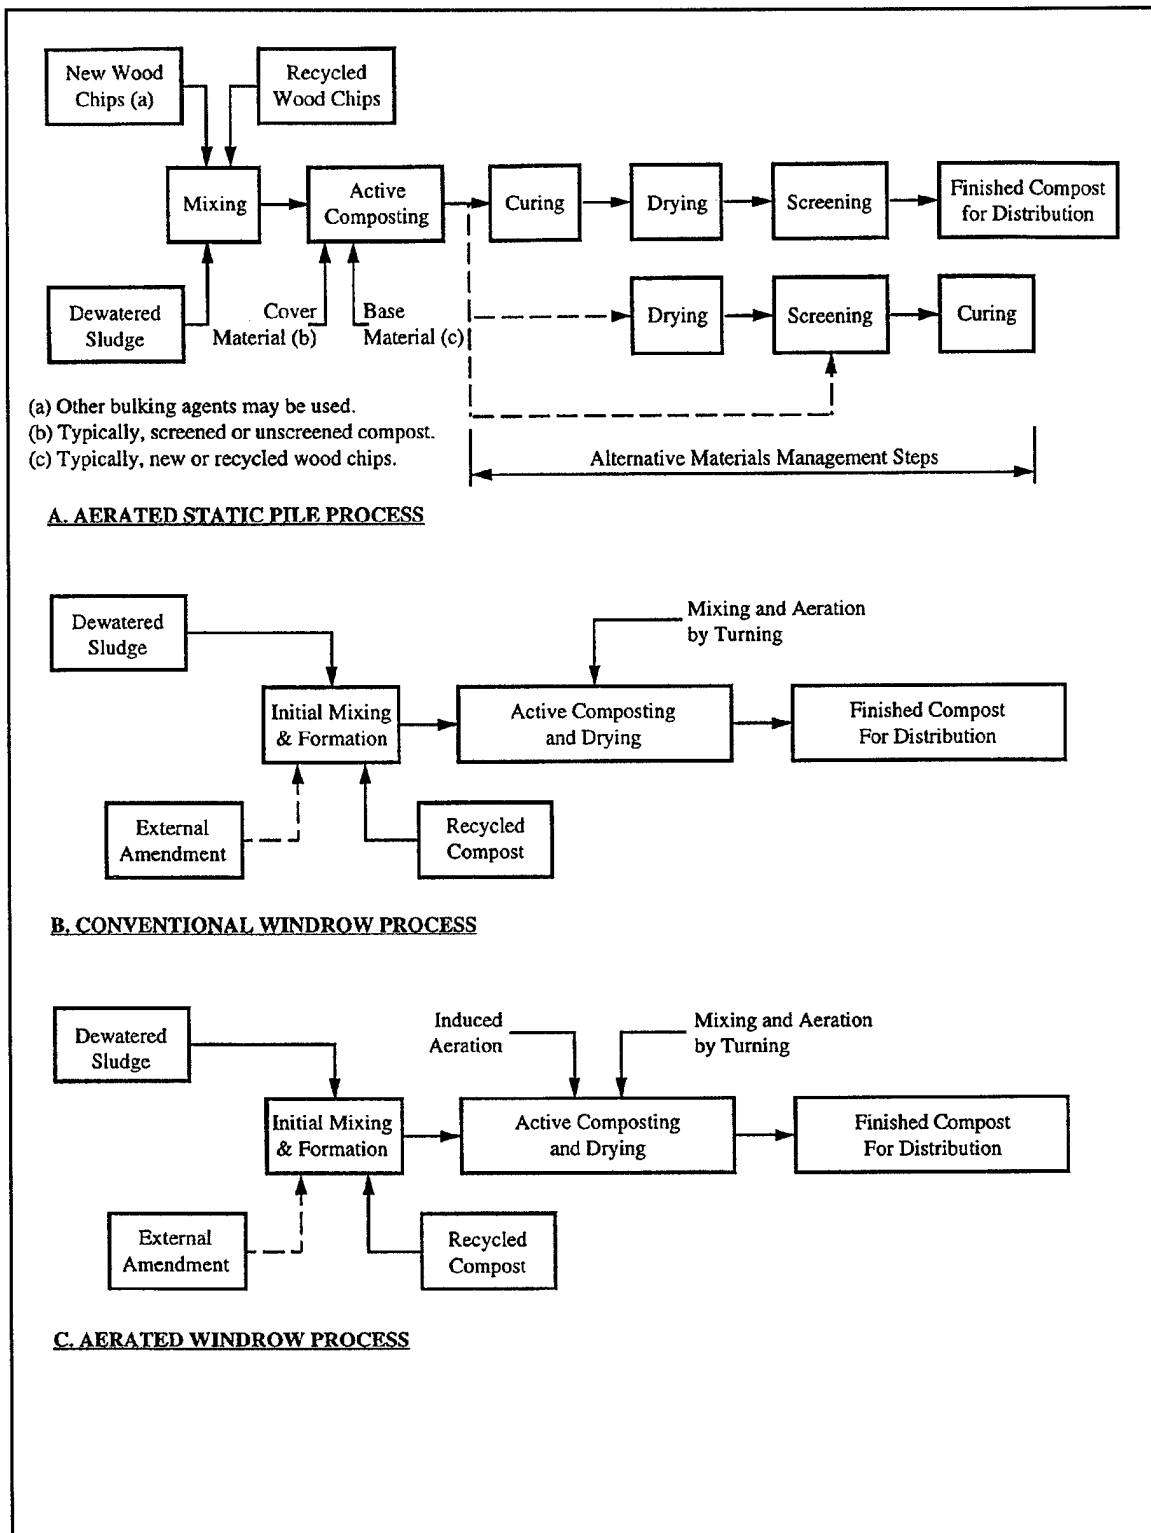 New Wood
Chips (a)
Recycled
Wood Chips
Mixing
Active
Composting
Curing
Drying
Screening
Finished Compost
for Distribution
Dewatered
Sludge
Cover
Material (b)
Base
Material (c)
Drying
Screening
Curing
(a) Other bulking agents may be used.
(b) Typically, screened or unscreened compost.
(c) Typically, new or recycled wood chips.
Alternative Materials Management Steps
A. AERATED STATIC PILE PROCESS
Dewatered
Sludge
Mixing and Aeration
by Turning
Initial Mixing
& Formation
Active Composting
and Drying
Finished Compost
For Distribution
External
Amendment
Recycled
Compost
B. CONVENTIONAL WINDROW PROCESS
Dewatered
Sludge
Induced
Aeration
Mixing and Aeration
by Turning
Initial Mixing
& Formation
Active Composting
and Drying
Finished Compost
For Distribution
External
Amendment
Recycled
Compost
C. AERATED WINDROW PROCESS